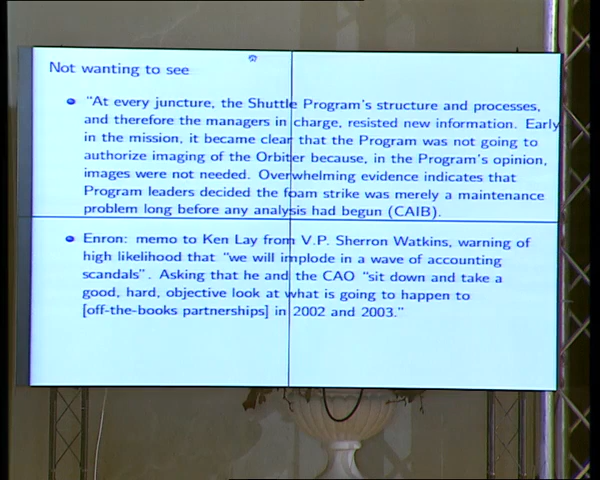 Not wanting to see
"At every juncture, the Shuttle Program's structure and processes,
and therefore the managers in charge, resisted new information. Early
in the mission, it became clear that the Program was not going to
authorize imaging of the Orbiter because, in the Program's opinion,
images were not needed. Overwhelming evidence indicates that
Program leaders decided the foam strike was merely a maintenance
problem long before any analysis had begun (CAIB).
Enron: memo to Ken Lay from V.P. Sherron Watkins, warning of
high likelihood that "we will implode in a wave of accounting
scandals". Asking that he and the CAO "sit down and take a
good, hard, objective look at what is going to happen to
[off-the-books partnerships] in 2002 and 2003."